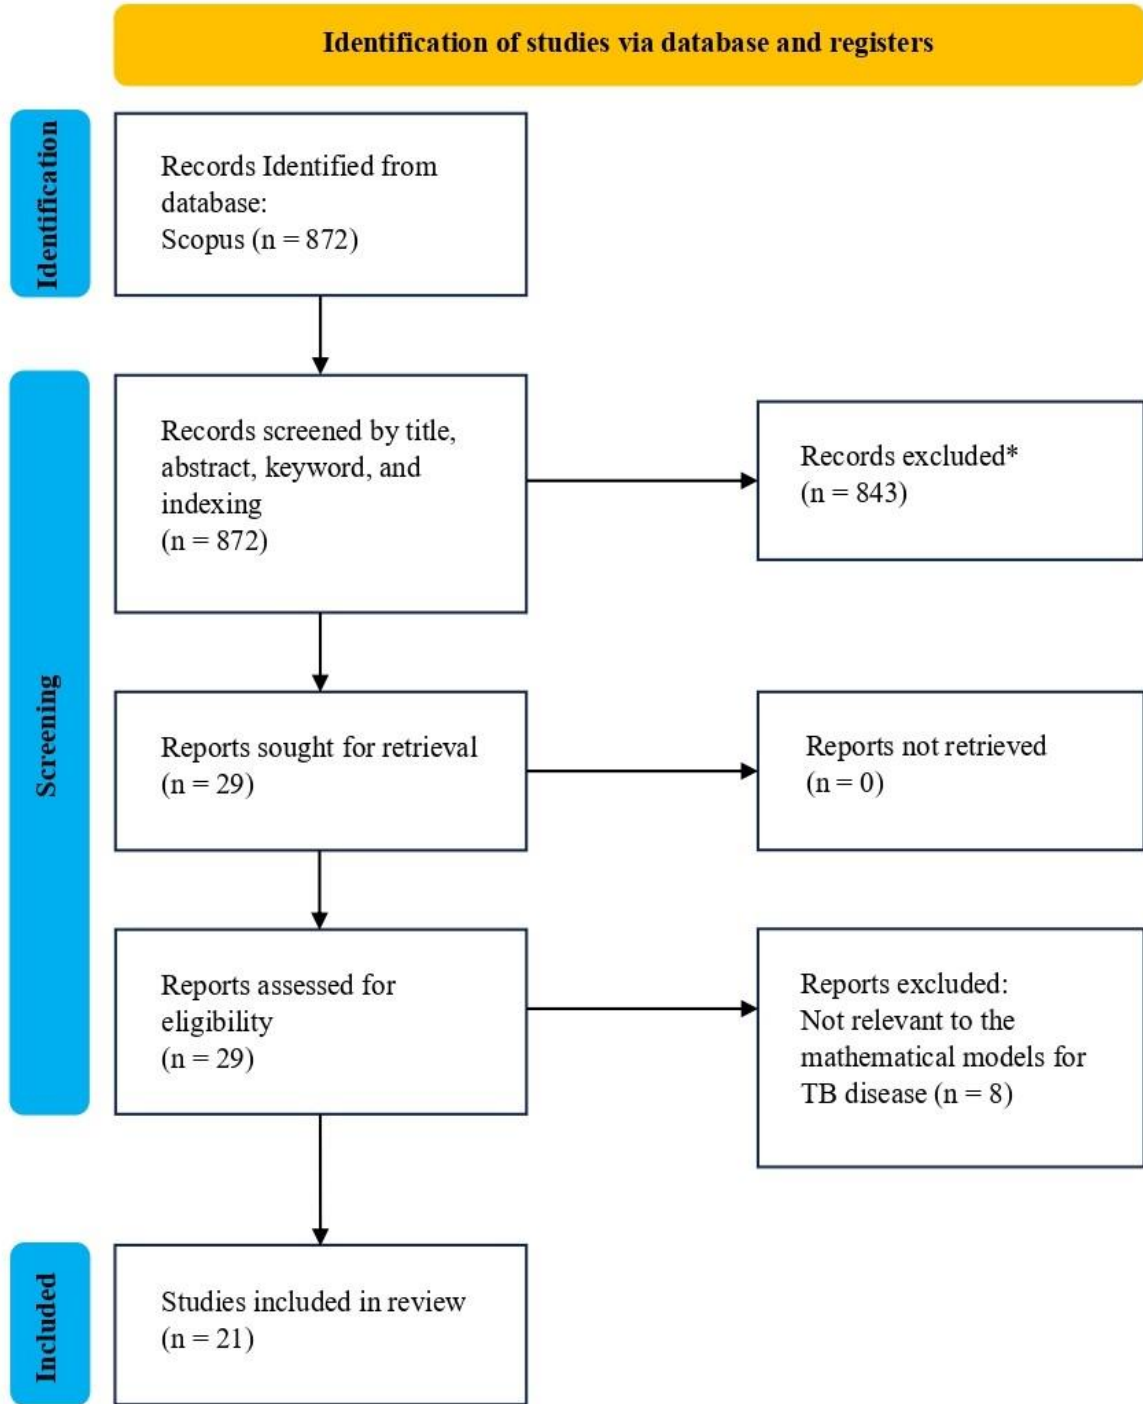 Identification of studies via database and registers
Identification
Records Identified from
database:
Scopus (n = 872)
Screening
Records screened by title,
abstract, keyword, and
indexing
(n = 872)
Records excluded*
(n = 843)
Reports sought for retrieval
(n = 29)
Reports not retrieved
(n = 0)
Reports assessed for
eligibility
(n = 29)
Reports excluded:
Not relevant to the
mathematical models for
TB disease (n = 8)
Included
Studies included in review
(n = 21)